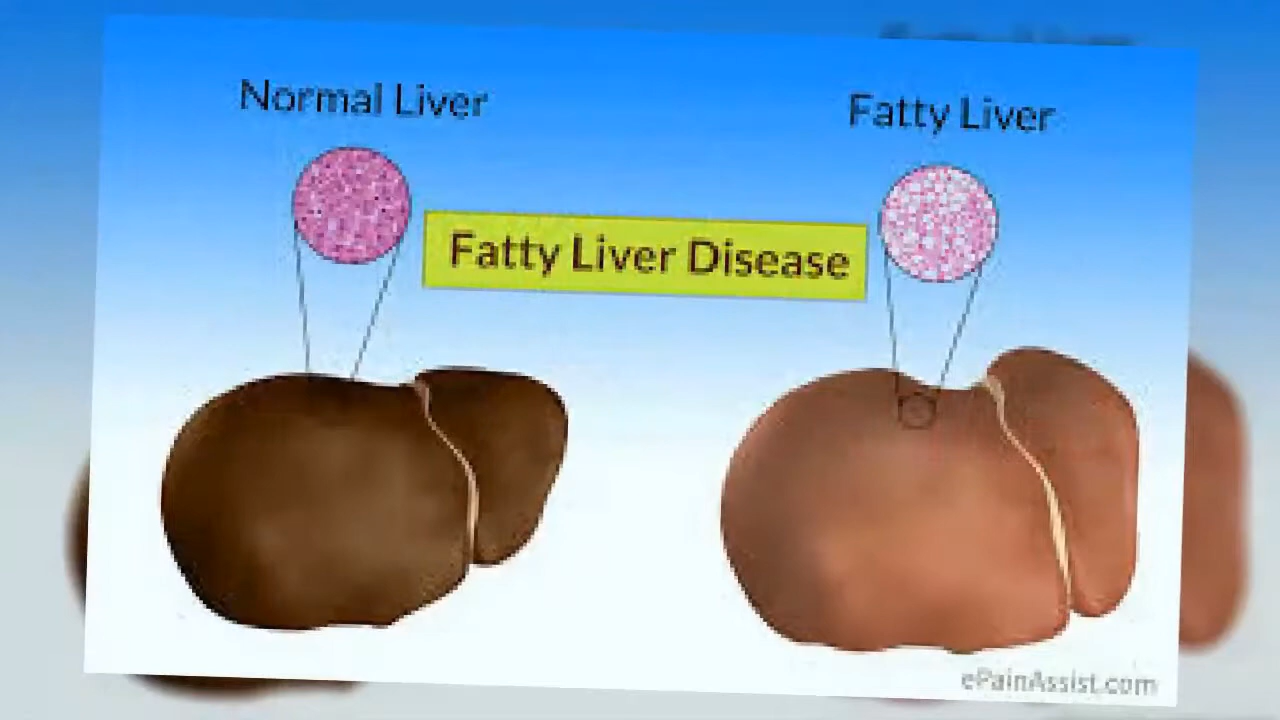 Normal Liver
Fatty Liver
Fatty Liver Disease
ePainAssist.com